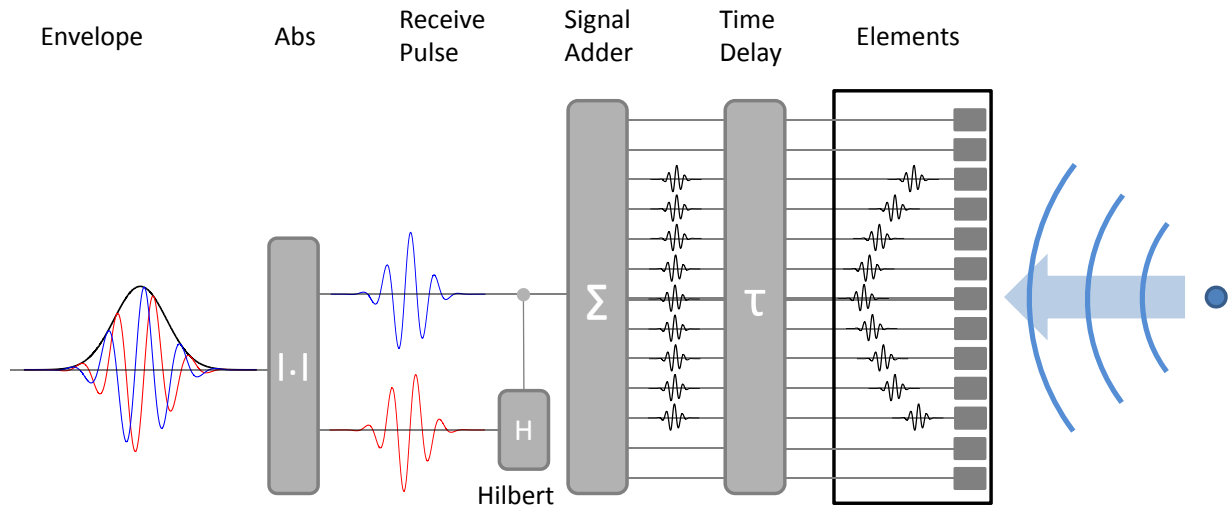 Envelope
Abs
Receive
Pulse
Signal
Adder
Time
Delay
Elements
|.|
Σ
τ
H
Hilbert